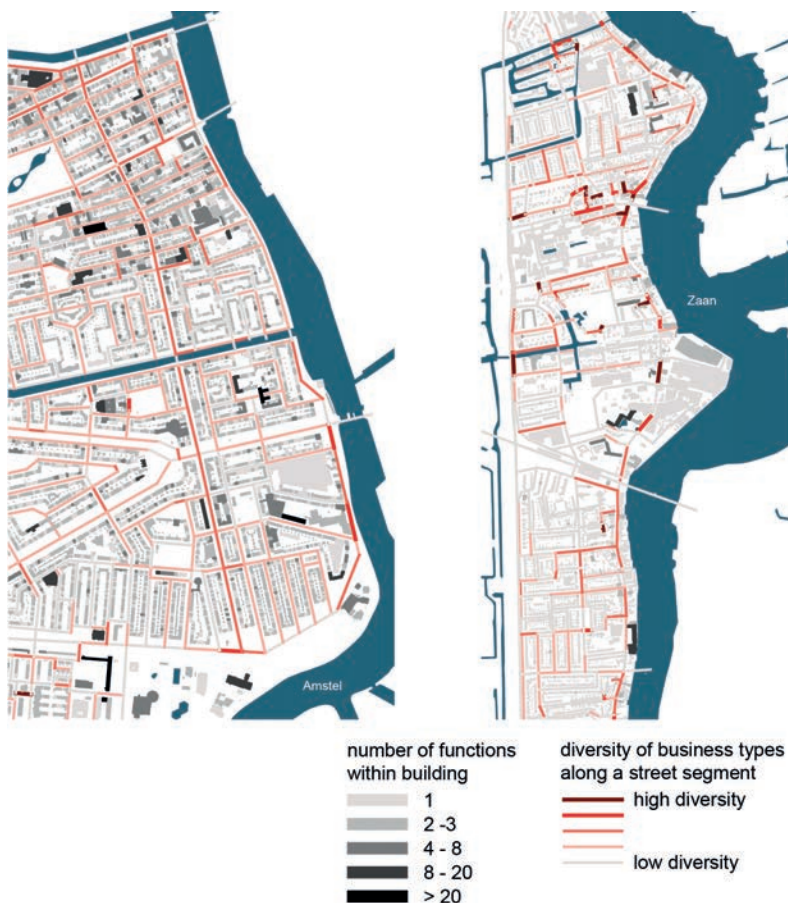 Zaan
Amstel
number of functions
within building
1
2 -3
4 - 8
8 - 20
> 20
diversity of business types
along a street segment
high diversity
low diversity